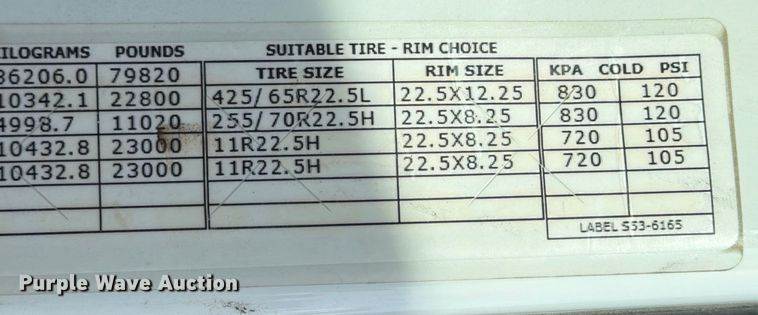 ILOGRAMS POUNDS SUITABLE TIRE - RIM CHOICE
TIRE SIZE RIM SIZE KPA COLD PSI
36206.0 79820
10342.1 22800 425/65R22.5L 22.5X12.25 830 120
4998.7 11020 255/70R22.5H 22.5X8.25 830 120
10432.8 23000 11R22.5H 22.5X8.25 720 105
10432.8 23000 11R22.5H 22.5X8.25 720 105
LABEL S53-6165
Purple Wave Auction